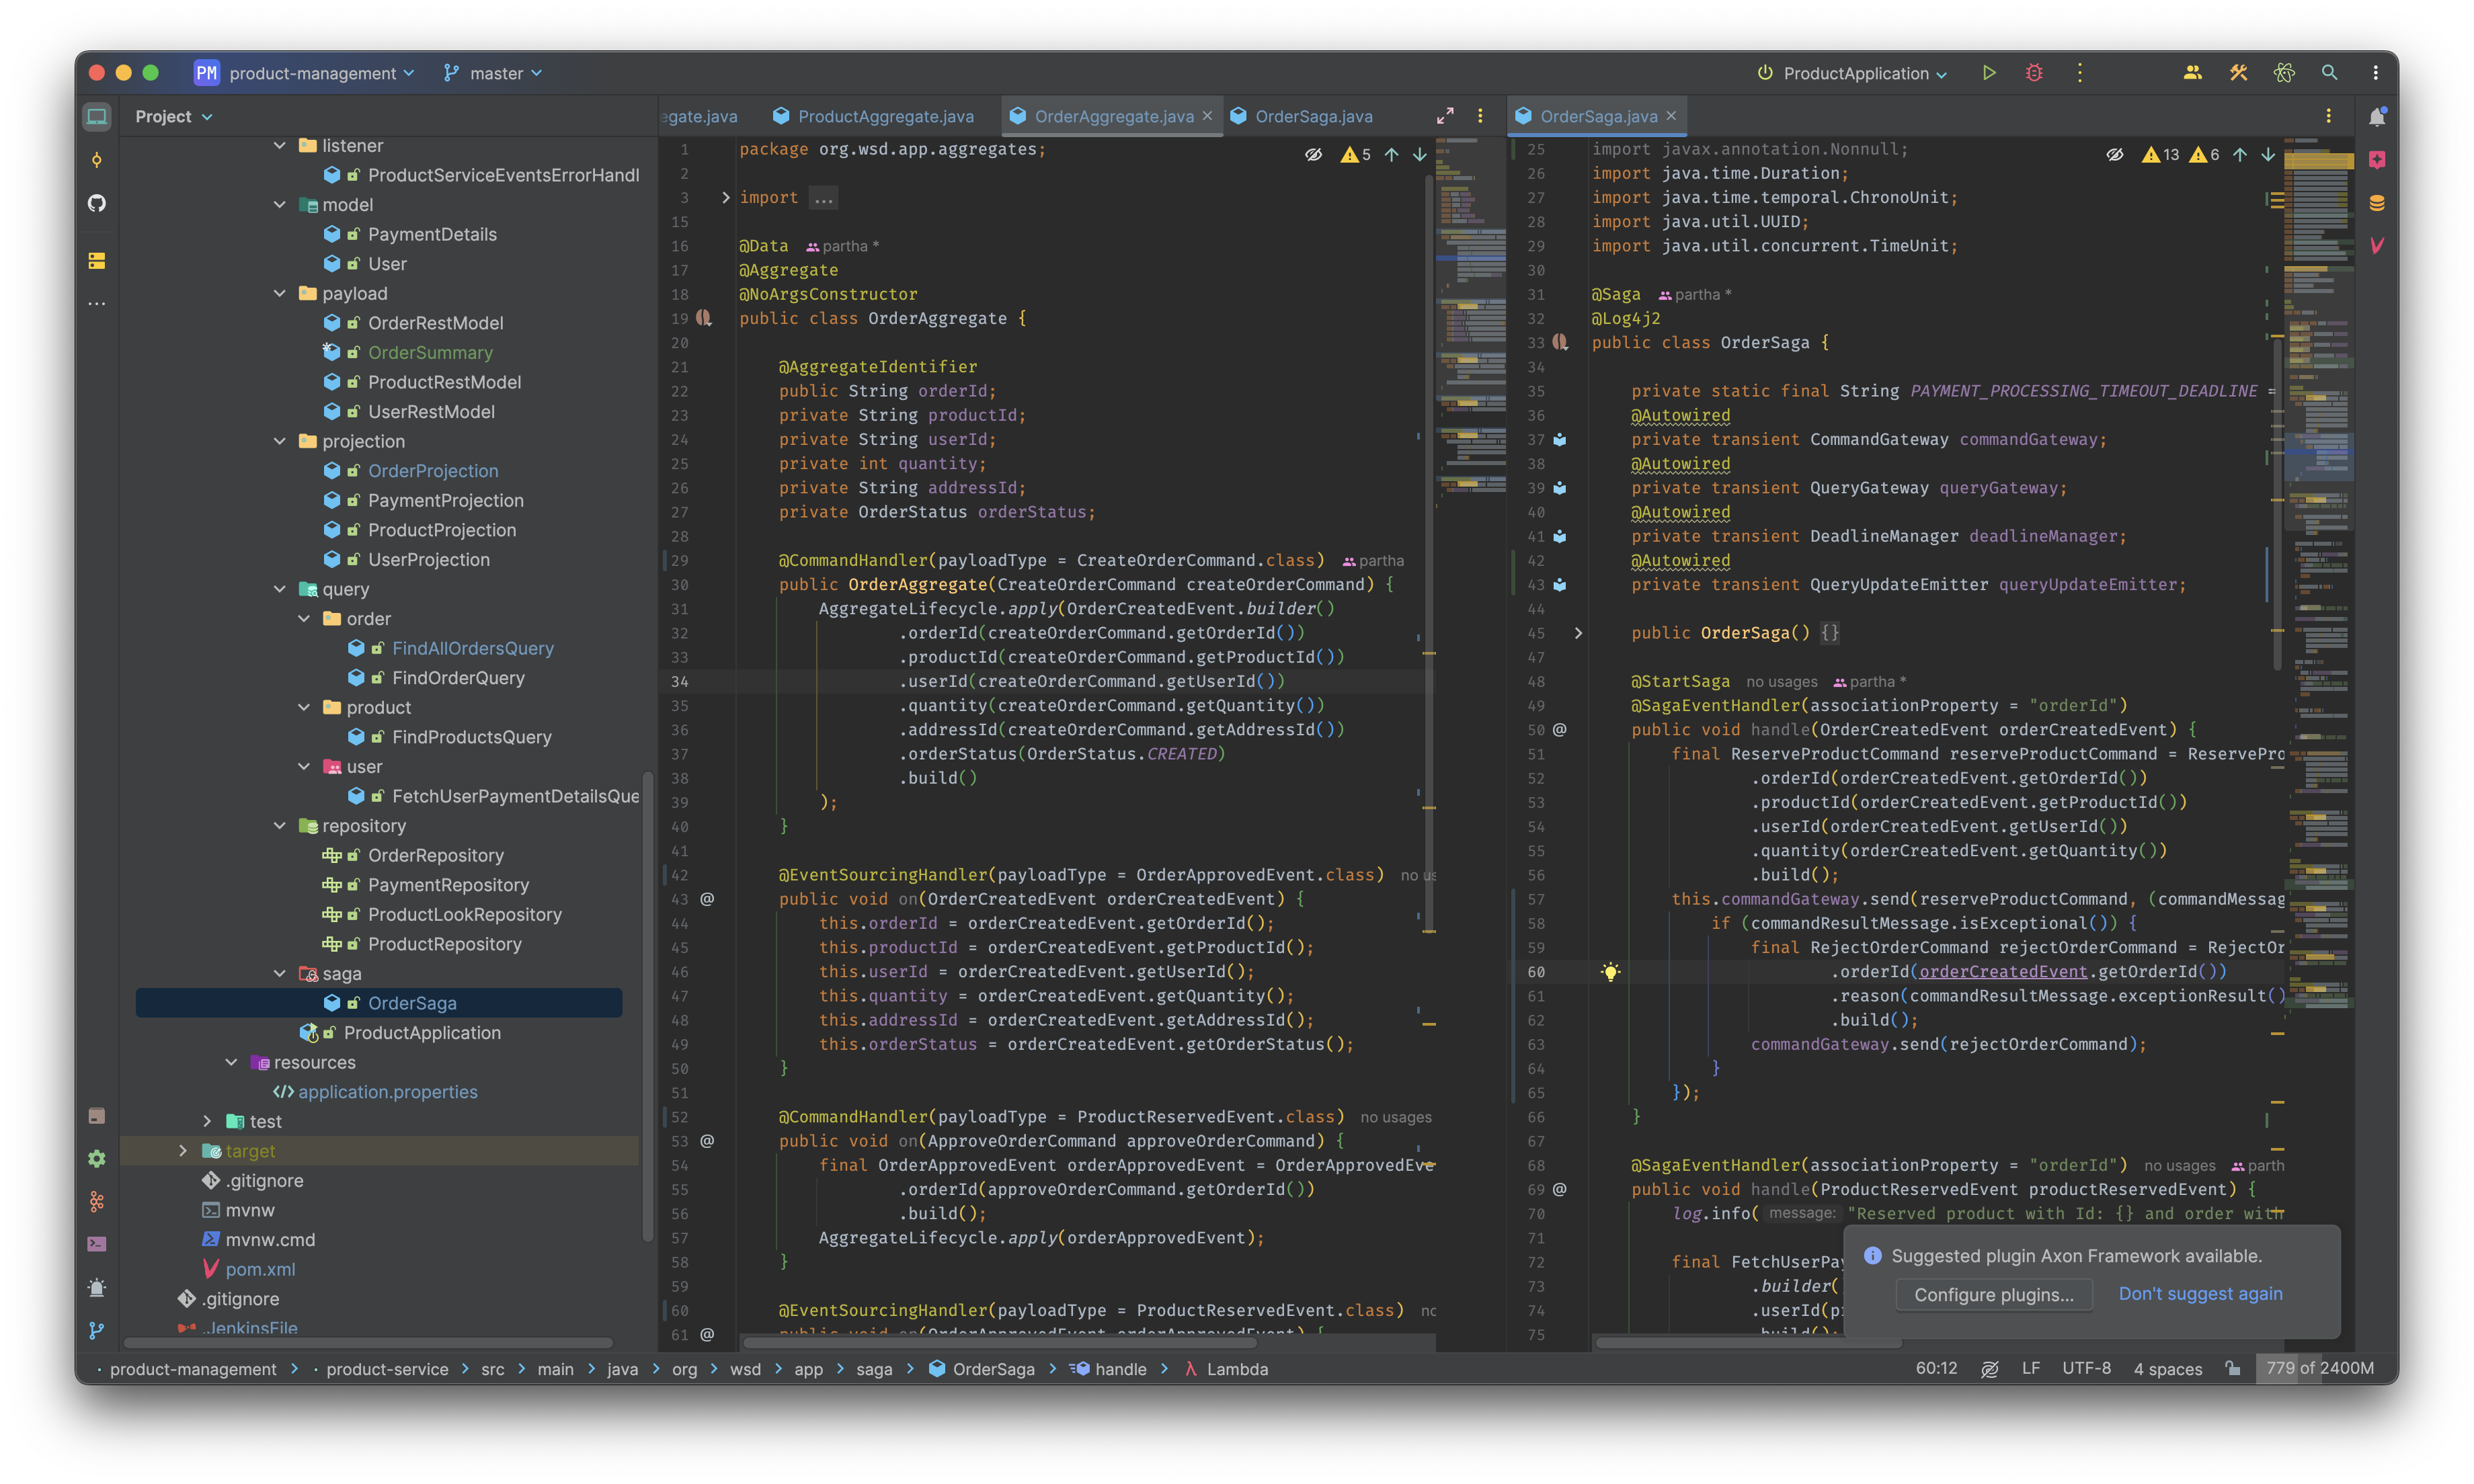 PM product-management master ProductApplication
Project
listener
ProductServiceEventsErrorHandl
model
PaymentDetails
User
payload
OrderRestModel
OrderSummary
ProductRestModel
UserRestModel
projection
OrderProjection
PaymentProjection
ProductProjection
UserProjection
query
order
FindAllOrdersQuery
FindOrderQuery
product
FindProductsQuery
user
FetchUserPaymentDetailsQue
repository
OrderRepository
PaymentRepository
ProductLookRepository
ProductRepository
saga
OrderSaga
ProductApplication
resources
application.properties
test
target
.gitignore
mvnw
mvnw.cmd
pom.xml
.gitignore
.JenkinsFile
egate.java ProductAggregate.java OrderAggregate.java OrderSaga.java
5
1 package org.wsd.app.aggregates;
2
3 import ...
15
16 @Data partha *
17 @Aggregate
18 @NoArgsConstructor
19 public class OrderAggregate {
20
21 @AggregateIdentifier
22 public String orderId;
23 private String productId;
24 private String userId;
25 private int quantity;
26 private String addressId;
27 private OrderStatus orderStatus;
28
29 @CommandHandler(payloadType = CreateOrderCommand.class) partha
30 public OrderAggregate(CreateOrderCommand createOrderCommand) {
31 AggregateLifecycle.apply(OrderCreatedEvent.builder()
32 .orderId(createOrderCommand.getOrderId())
33 .productId(createOrderCommand.getProductId())
34 .userId(createOrderCommand.getUserId())
35 .quantity(createOrderCommand.getQuantity())
36 .addressId(createOrderCommand.getAddressId())
37 .orderStatus(OrderStatus.CREATED)
38 .build()
39 );
40 }
41
42 @EventSourcingHandler(payloadType = OrderApprovedEvent.class) no us
43 @ public void on(OrderCreatedEvent orderCreatedEvent) {
44 this.orderId = orderCreatedEvent.getOrderId();
45 this.productId = orderCreatedEvent.getProductId();
46 this.userId = orderCreatedEvent.getUserId();
47 this.quantity = orderCreatedEvent.getQuantity();
48 this.addressId = orderCreatedEvent.getAddressId();
49 this.orderStatus = orderCreatedEvent.getOrderStatus();
50 }
51
52 @CommandHandler(payloadType = ProductReservedEvent.class) no usages
53 @ public void on(ApproveOrderCommand approveOrderCommand) {
54 final OrderApprovedEvent orderApprovedEvent = OrderApprovedEve
55 .orderId(approveOrderCommand.getOrderId())
56 .build();
57 AggregateLifecycle.apply(orderApprovedEvent);
58 }
59
60 @EventSourcingHandler(payloadType = ProductReservedEvent.class) no
61 @ public void on(OrderApprovedEvent orderApprovedEvent) {
OrderSaga.java
13 6
25 import javax.annotation.Nonnull;
26 import java.time.Duration;
27 import java.time.temporal.ChronoUnit;
28 import java.util.UUID;
29 import java.util.concurrent.TimeUnit;
30
31 @Saga partha *
32 @Log4j2
33 public class OrderSaga {
34
35 private static final String PAYMENT_PROCESSING_TIMEOUT_DEADLINE =
36 @Autowired
37 private transient CommandGateway commandGateway;
38 @Autowired
39 private transient QueryGateway queryGateway;
40 @Autowired
41 private transient DeadlineManager deadlineManager;
42 @Autowired
43 private transient QueryUpdateEmitter queryUpdateEmitter;
44
45 public OrderSaga() {}
47
48 @StartSaga no usages partha *
49 @SagaEventHandler(associationProperty = "orderId")
50 @ public void handle(OrderCreatedEvent orderCreatedEvent) {
51 final ReserveProductCommand reserveProductCommand = ReservePro
52 .orderId(orderCreatedEvent.getOrderId())
53 .productId(orderCreatedEvent.getProductId())
54 .userId(orderCreatedEvent.getUserId())
55 .quantity(orderCreatedEvent.getQuantity())
56 .build();
57 this.commandGateway.send(reserveProductCommand, (commandMessag
58 if (commandResultMessage.isExceptional()) {
59 final RejectOrderCommand rejectOrderCommand = RejectOr
60 .orderId(orderCreatedEvent.getOrderId())
61 .reason(commandResultMessage.exceptionResult()
62 .build();
63 commandGateway.send(rejectOrderCommand);
64 }
65 });
66 }
67
68 @SagaEventHandler(associationProperty = "orderId") no usages parth
69 @ public void handle(ProductReservedEvent productReservedEvent) {
70 log.info( message: "Reserved product with Id: {} and order with
71
72 final FetchUserPay
73 .builder(
74 .userId(p
75 .build();
Suggested plugin Axon Framework available.
Configure plugins... Don't suggest again
product-management > product-service > src > main > java > org > wsd > app > saga > OrderSaga > handle > λ Lambda
60:12 LF UTF-8 4 spaces 779 of 2400M